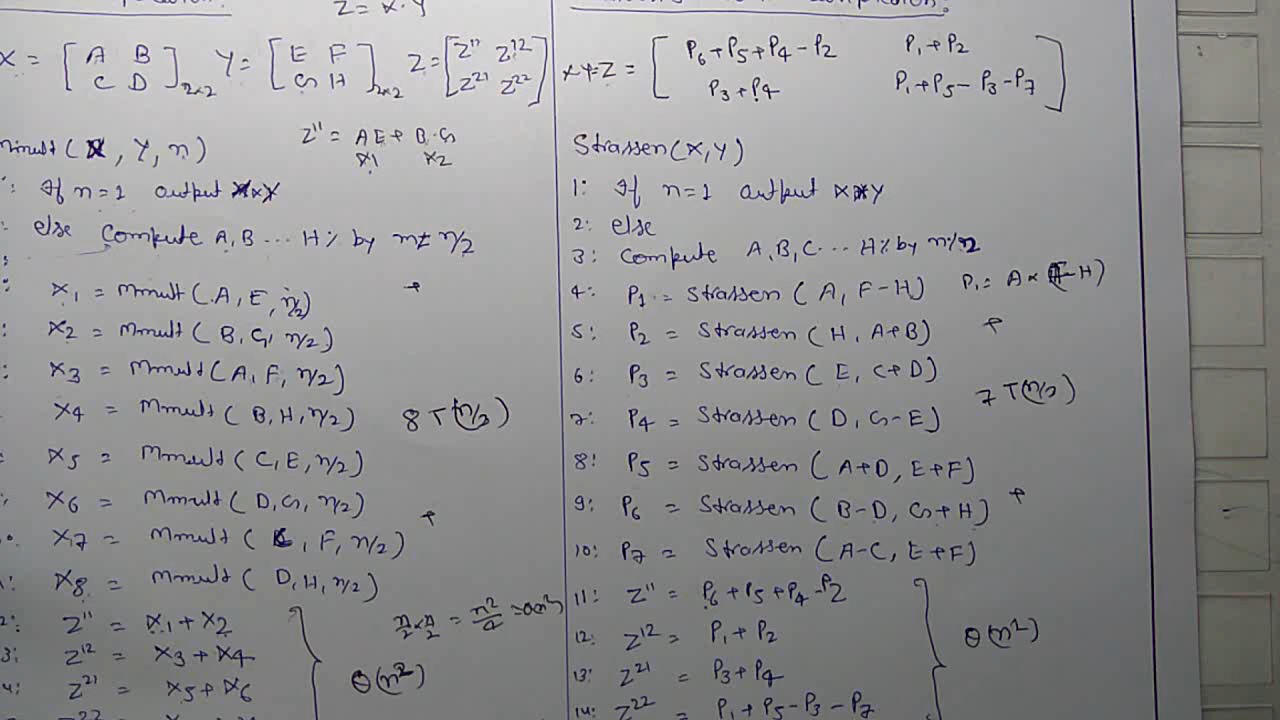 Z = X·Y
X = [A B C D]2×2 Y = [E F G H]2×2 Z = [Z11 Z12 Z21 Z22]
Z11 = AE + B·G
X1 X2
Mmult(X, Y, n)
If n=1 output X×Y
else Compute A,B...H% by n/2
X1 = Mmult(A, E, n/2) +
X2 = Mmult(B, G, n/2)
X3 = Mmult(A, F, n/2)
X4 = Mmult(B, H, n/2) 8T(n/2)
X5 = Mmult(C, E, n/2)
X6 = Mmult(D, G, n/2)
X7 = Mmult(C, F, n/2) +
X8 = Mmult(D, H, n/2)
n/2 × n/2 = n²/4
2: Z11 = X1 + X2
3: Z12 = X3 + X4
4: Z21 = X5 + X6
Θ(n²)
XY=Z = [P6+P5+P4-P2 P1+P2
P3+P4 P1+P5-P3-P7]
Strassen(X,Y)
1: If n=1 output X*Y
2: else
3: Compute A,B,C...H% by n/2
4: P1 = Strassen(A, F-H) P1 = A×(F-H)
5: P2 = Strassen(H, A+B) +
6: P3 = Strassen(E, C+D)
7T(n/2)
7: P4 = Strassen(D, G-E)
8: P5 = Strassen(A+D, E+F)
9: P6 = Strassen(B-D, G+H) +
10: P7 = Strassen(A-C, E+F)
11: Z11 = P6+P5+P4-P2
12: Z12 = P1+P2
Θ(n²)
13: Z21 = P3+P4
14: Z22 = P1+P5-P3-P7